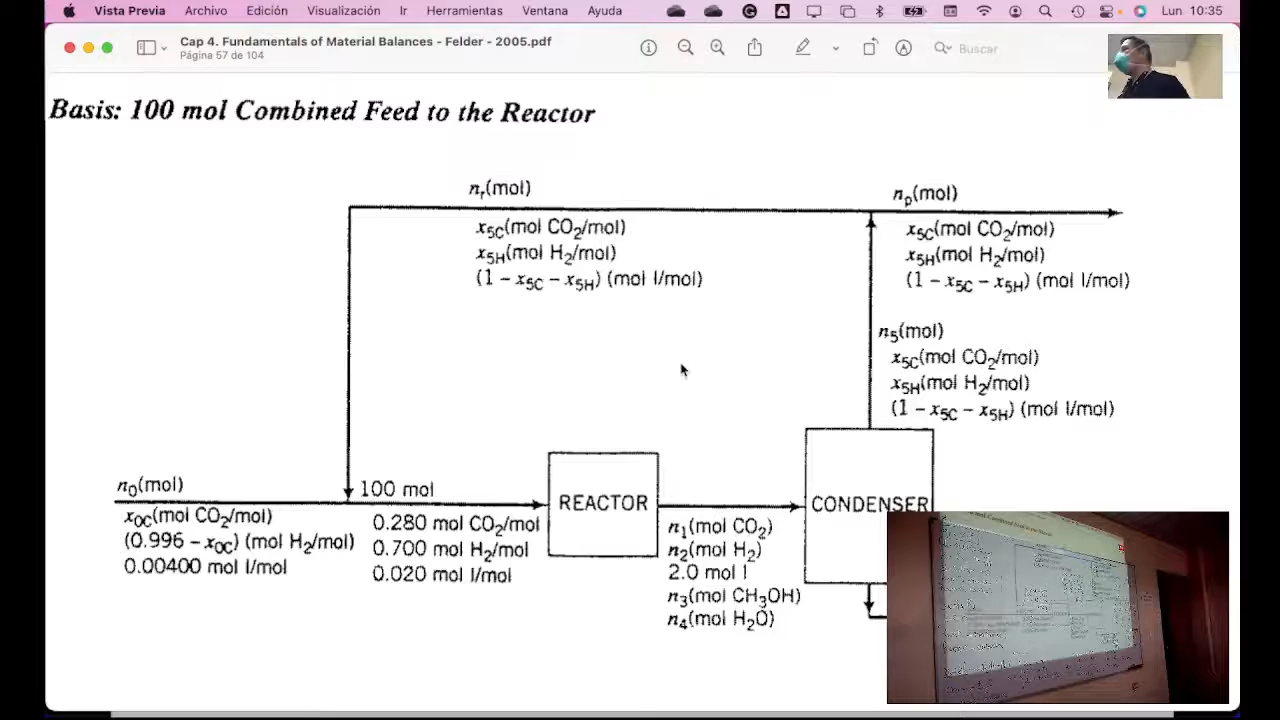 Vista Previa Archivo Edición Visualización Ir Herramientas Ventana Ayuda Lun. 10:35
Cap 4. Fundamentals of Material Balances - Felder - 2005.pdf
Página 57 de 104
Buscar
Basis: 100 mol Combined Feed to the Reactor
nr(mol)
x5C(mol CO2/mol)
x5H(mol H2/mol)
(1 – x5C – x5H) (mol I/mol)
np(mol)
x5C(mol CO2/mol)
x5H(mol H2/mol)
(1 – x5C – x5H) (mol I/mol)
n5(mol)
x5C(mol CO2/mol)
x5H(mol H2/mol)
(1 – x5C – x5H) (mol I/mol)
n0(mol)
x0C(mol CO2/mol)
(0.996 – x0C) (mol H2/mol)
0.00400 mol I/mol
100 mol
0.280 mol CO2/mol
0.700 mol H2/mol
0.020 mol I/mol
REACTOR
n1(mol CO2)
n2(mol H2)
2.0 mol I
n3(mol CH3OH)
n4(mol H2O)
CONDENSER